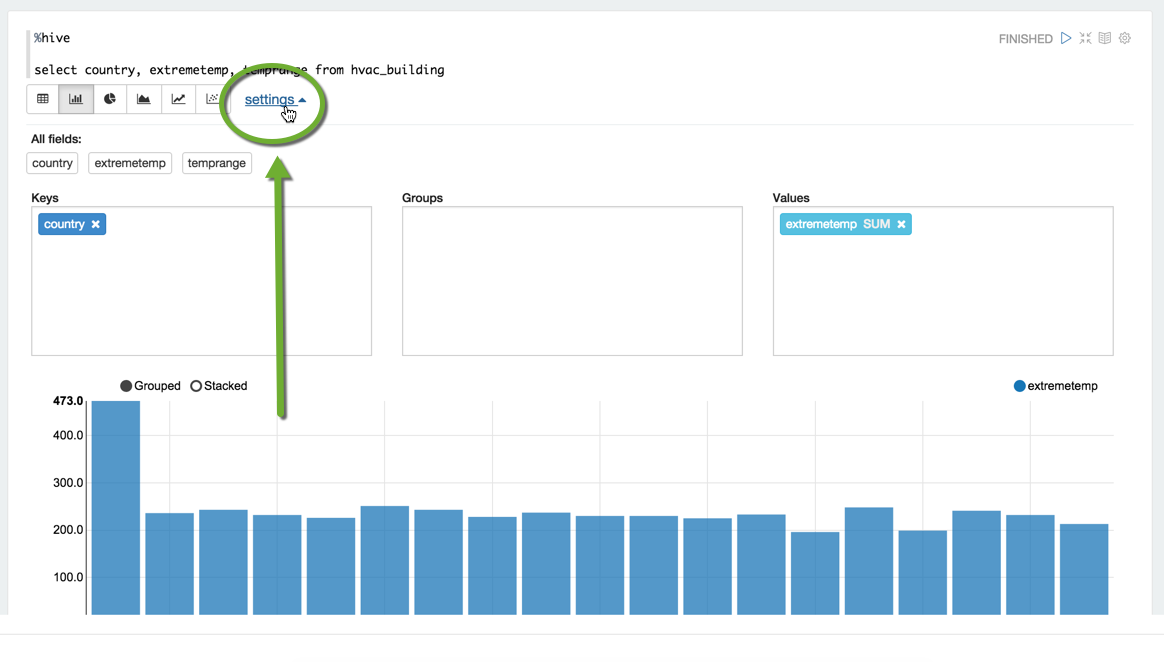 %hive
FINISHED
select country, extremetemp, temprange from hvac_building
settings
All fields:
country extremetemp temprange
Keys Groups Values
country extremetemp SUM
Grouped Stacked extremetemp
473.0
400.0
300.0
200.0
100.0